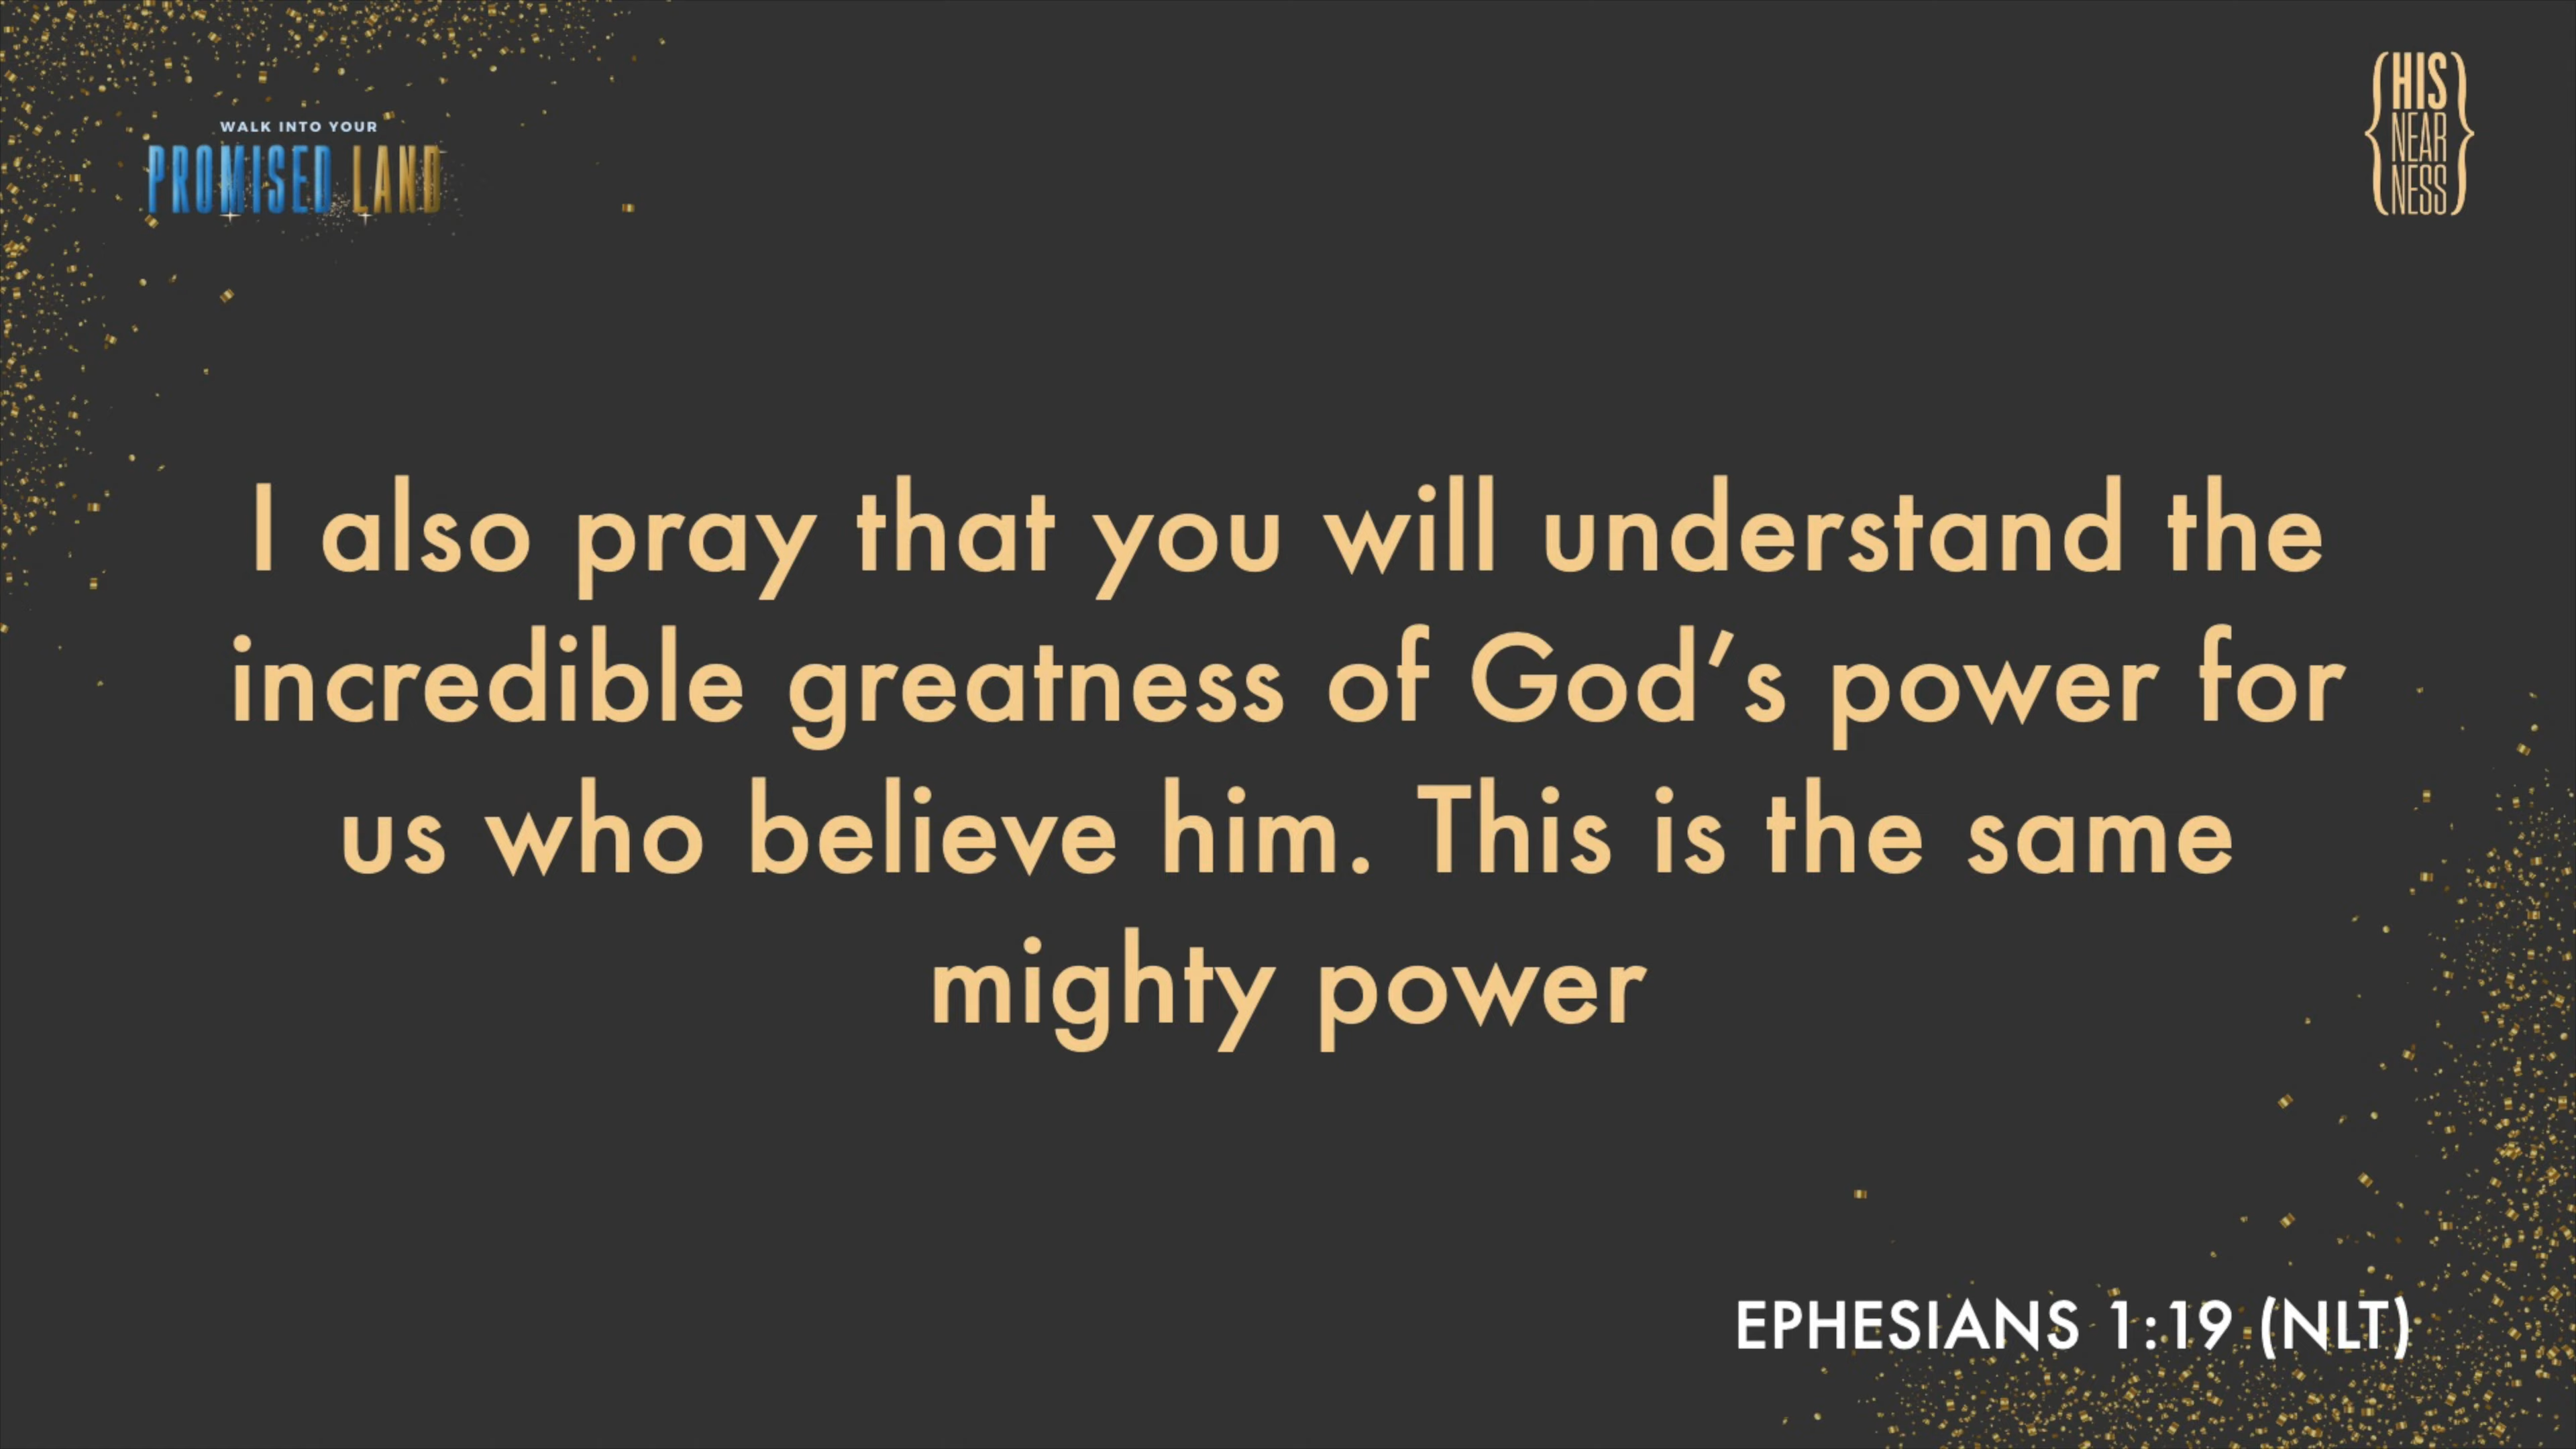 WALK INTO YOUR
PROMISED LAND
{HIS
NEAR
NESS}
I also pray that you will understand the
incredible greatness of God’s power for
us who believe him. This is the same
mighty power
EPHESIANS 1:19 (NLT)